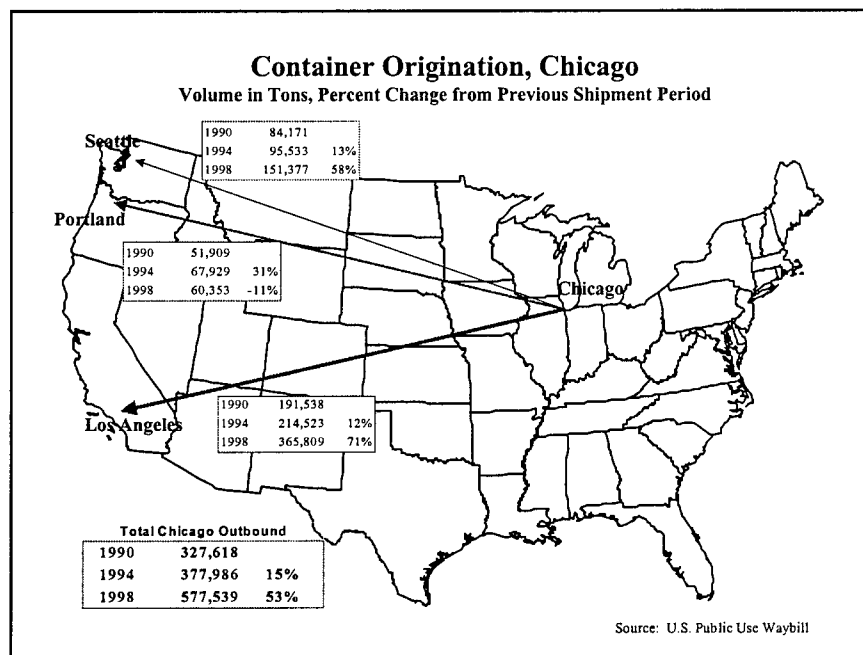 Container Origination, Chicago
Volume in Tons, Percent Change from Previous Shipment Period
Seattle
1990 84,171
1994 95,533 13%
1998 151,377 58%
Portland
1990 51,909
1994 67,929 31%
1998 60,353 -11%
Chicago
Los Angeles
1990 191,538
1994 214,523 12%
1998 365,809 71%
Total Chicago Outbound
1990 327,618
1994 377,986 15%
1998 577,539 53%
Source: U.S. Public Use Waybill